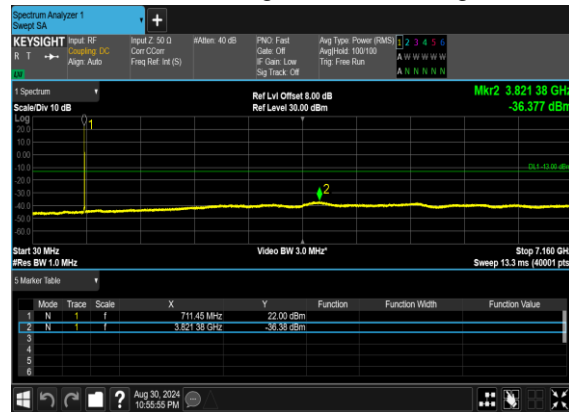 Spectrum Analyzer 1
Swept SA
+
KEYSIGHT Input: RF Input Z: 50 Ω #Atten: 40 dB PNO: Fast Avg Type: Power (RMS) 1 2 3 4 5 6
R T Coupling: DC Corr CCorr Gate: Off Avg|Hold: 100/100 A W W W W W
Align: Auto Freq Ref: Int (S) IF Gain: Low Trig: Free Run
LW Sig Track: Off A N N N N N
1 Spectrum Ref Lvl Offset 8.00 dB Mkr2 3.821 38 GHz
Scale/Div 10 dB Ref Level 30.00 dBm -36.377 dBm
Log
20.0
10.0
0.00
-10.0
-20.0
-30.0
-40.0
-50.0
-60.0
1
DL1 -13.00 dBm
2
Start 30 MHz Video BW 3.0 MHz* Stop 7.160 GHz
#Res BW 1.0 MHz Sweep 13.3 ms (40001 pts)
5 Marker Table
Mode Trace Scale X Y Function Function Width Function Value
1 N 1 f 711.45 MHz 22.00 dBm
2 N 1 f 3.821 38 GHz -36.38 dBm
3
4
5
6
? Aug 30, 2024
10:55:55 PM